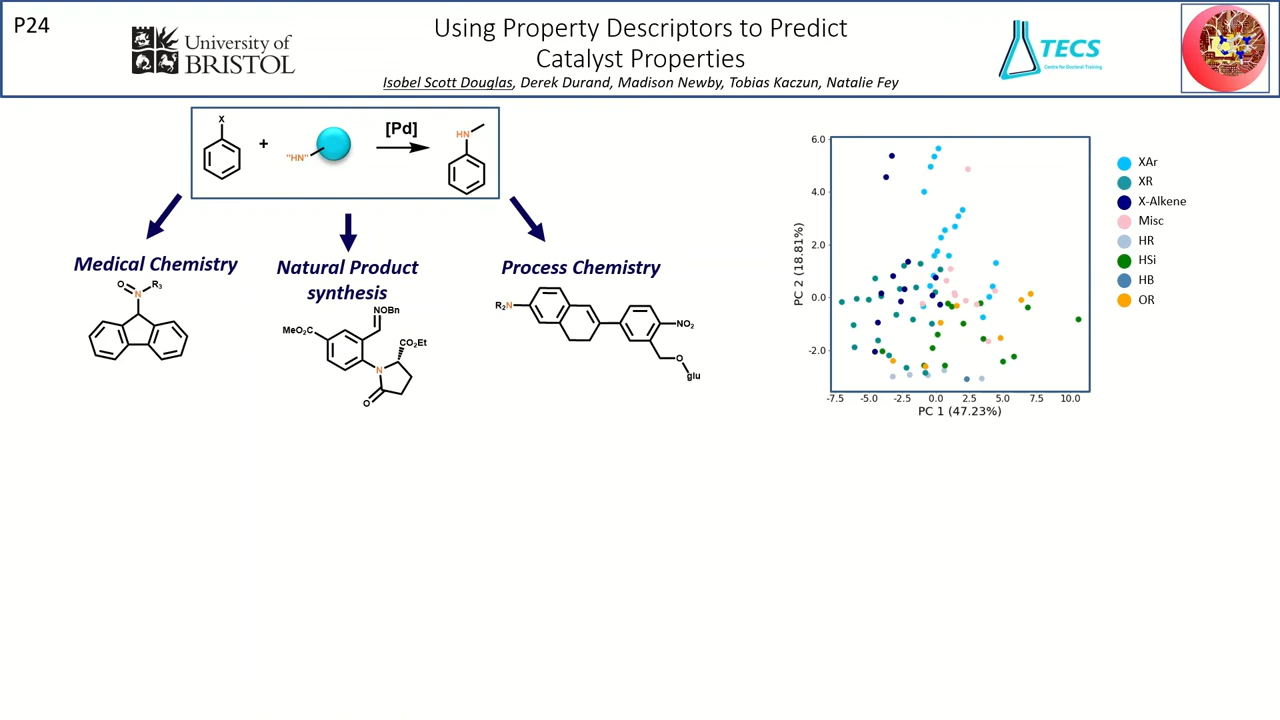 P24
University of
BRISTOL
Using Property Descriptors to Predict
Catalyst Properties
Isobel Scott Douglas, Derek Durand, Madison Newby, Tobias Kaczun, Natalie Fey
TECS
Centre for Doctoral Training
X
+
"HN"
[Pd]
HN
Medical Chemistry
O
N
R₃
Natural Product
synthesis
NOBn
MeO₂C
CO₂Et
N
O
Process Chemistry
R₂N
NO₂
O
glu
6.0
4.0
2.0
0.0
-2.0
PC 2 (18.81%)
-7.5 -5.0 -2.5 0.0 2.5 5.0 7.5 10.0
PC 1 (47.23%)
XAr
XR
X-Alkene
Misc
HR
HSi
HB
OR